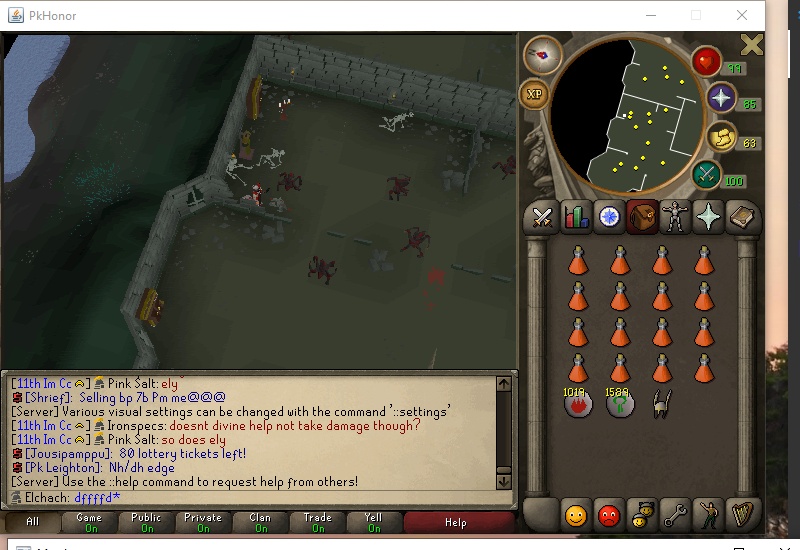 PkHonor
99
XP
85
63
100
1019
1589
[11th Im Cc] Pink Salt: ely
[Shrief]: Selling bp 7b Pm me@@@
[Server] Various visual settings can be changed with the command '::settings'
[11th Im Cc] Ironspecs: doesnt divine help not take damage though?
[11th Im Cc] Pink Salt: so does ely
[Jousipamppu]: 80 lottery tickets left!
[Pk Leighton]: Nh/dh edge
[Server] Use the ::help command to request help from others!
Elchach: dffffd*
All Game On Public On Private On Clan On Trade On Yell On Help